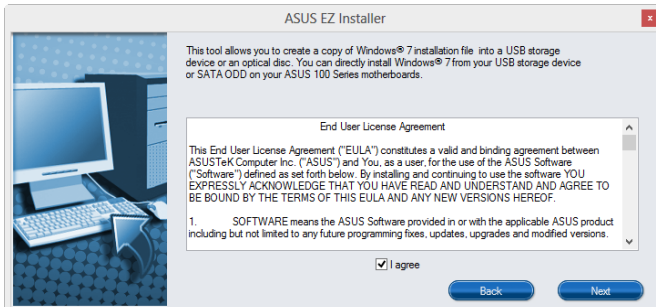 ASUS EZ Installer
x
This tool allows you to create a copy of Windows® 7 installation file into a USB storage
device or an optical disc. You can directly install Windows® 7 from your USB storage device
or SATA ODD on your ASUS 100 Series motherboards.
End User License Agreement
This End User License Agreement ("EULA") constitutes a valid and binding agreement between
ASUSTeK Computer Inc. ("ASUS") and You, as a user, for the use of the ASUS Software
("Software") defined as set forth below. By installing and continuing to use the software YOU
EXPRESSLY ACKNOWLEDGE THAT YOU HAVE READ AND UNDERSTAND AND AGREE TO
BE BOUND BY THE TERMS OF THIS EULA AND ANY NEW VERSIONS HEREOF.
1. SOFTWARE means the ASUS Software provided in or with the applicable ASUS product
including but not limited to any future programming fixes, updates, upgrades and modified versions.
I agree
Back Next